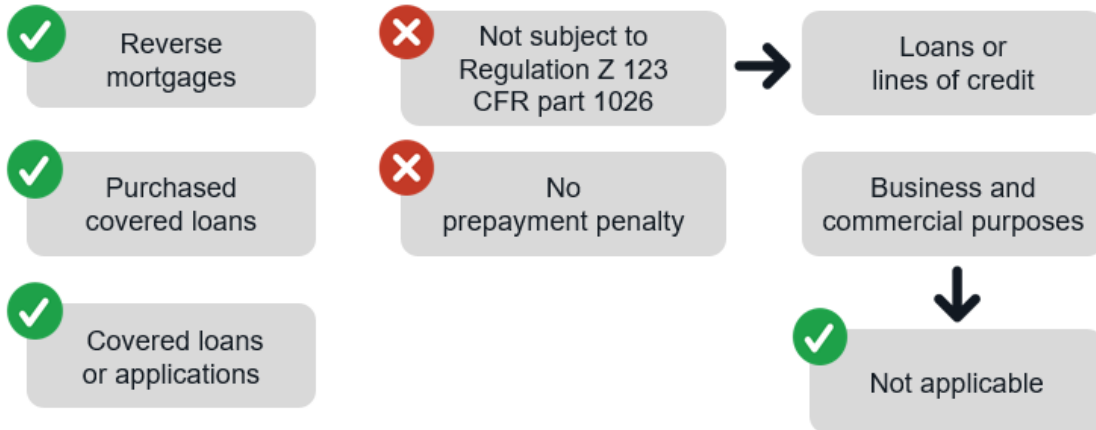 Reverse
mortgages
Not subject to
Regulation Z 123
CFR part 1026
Loans or
lines of credit
Purchased
covered loans
No
prepayment penalty
Business and
commercial purposes
Covered loans
or applications
Not applicable